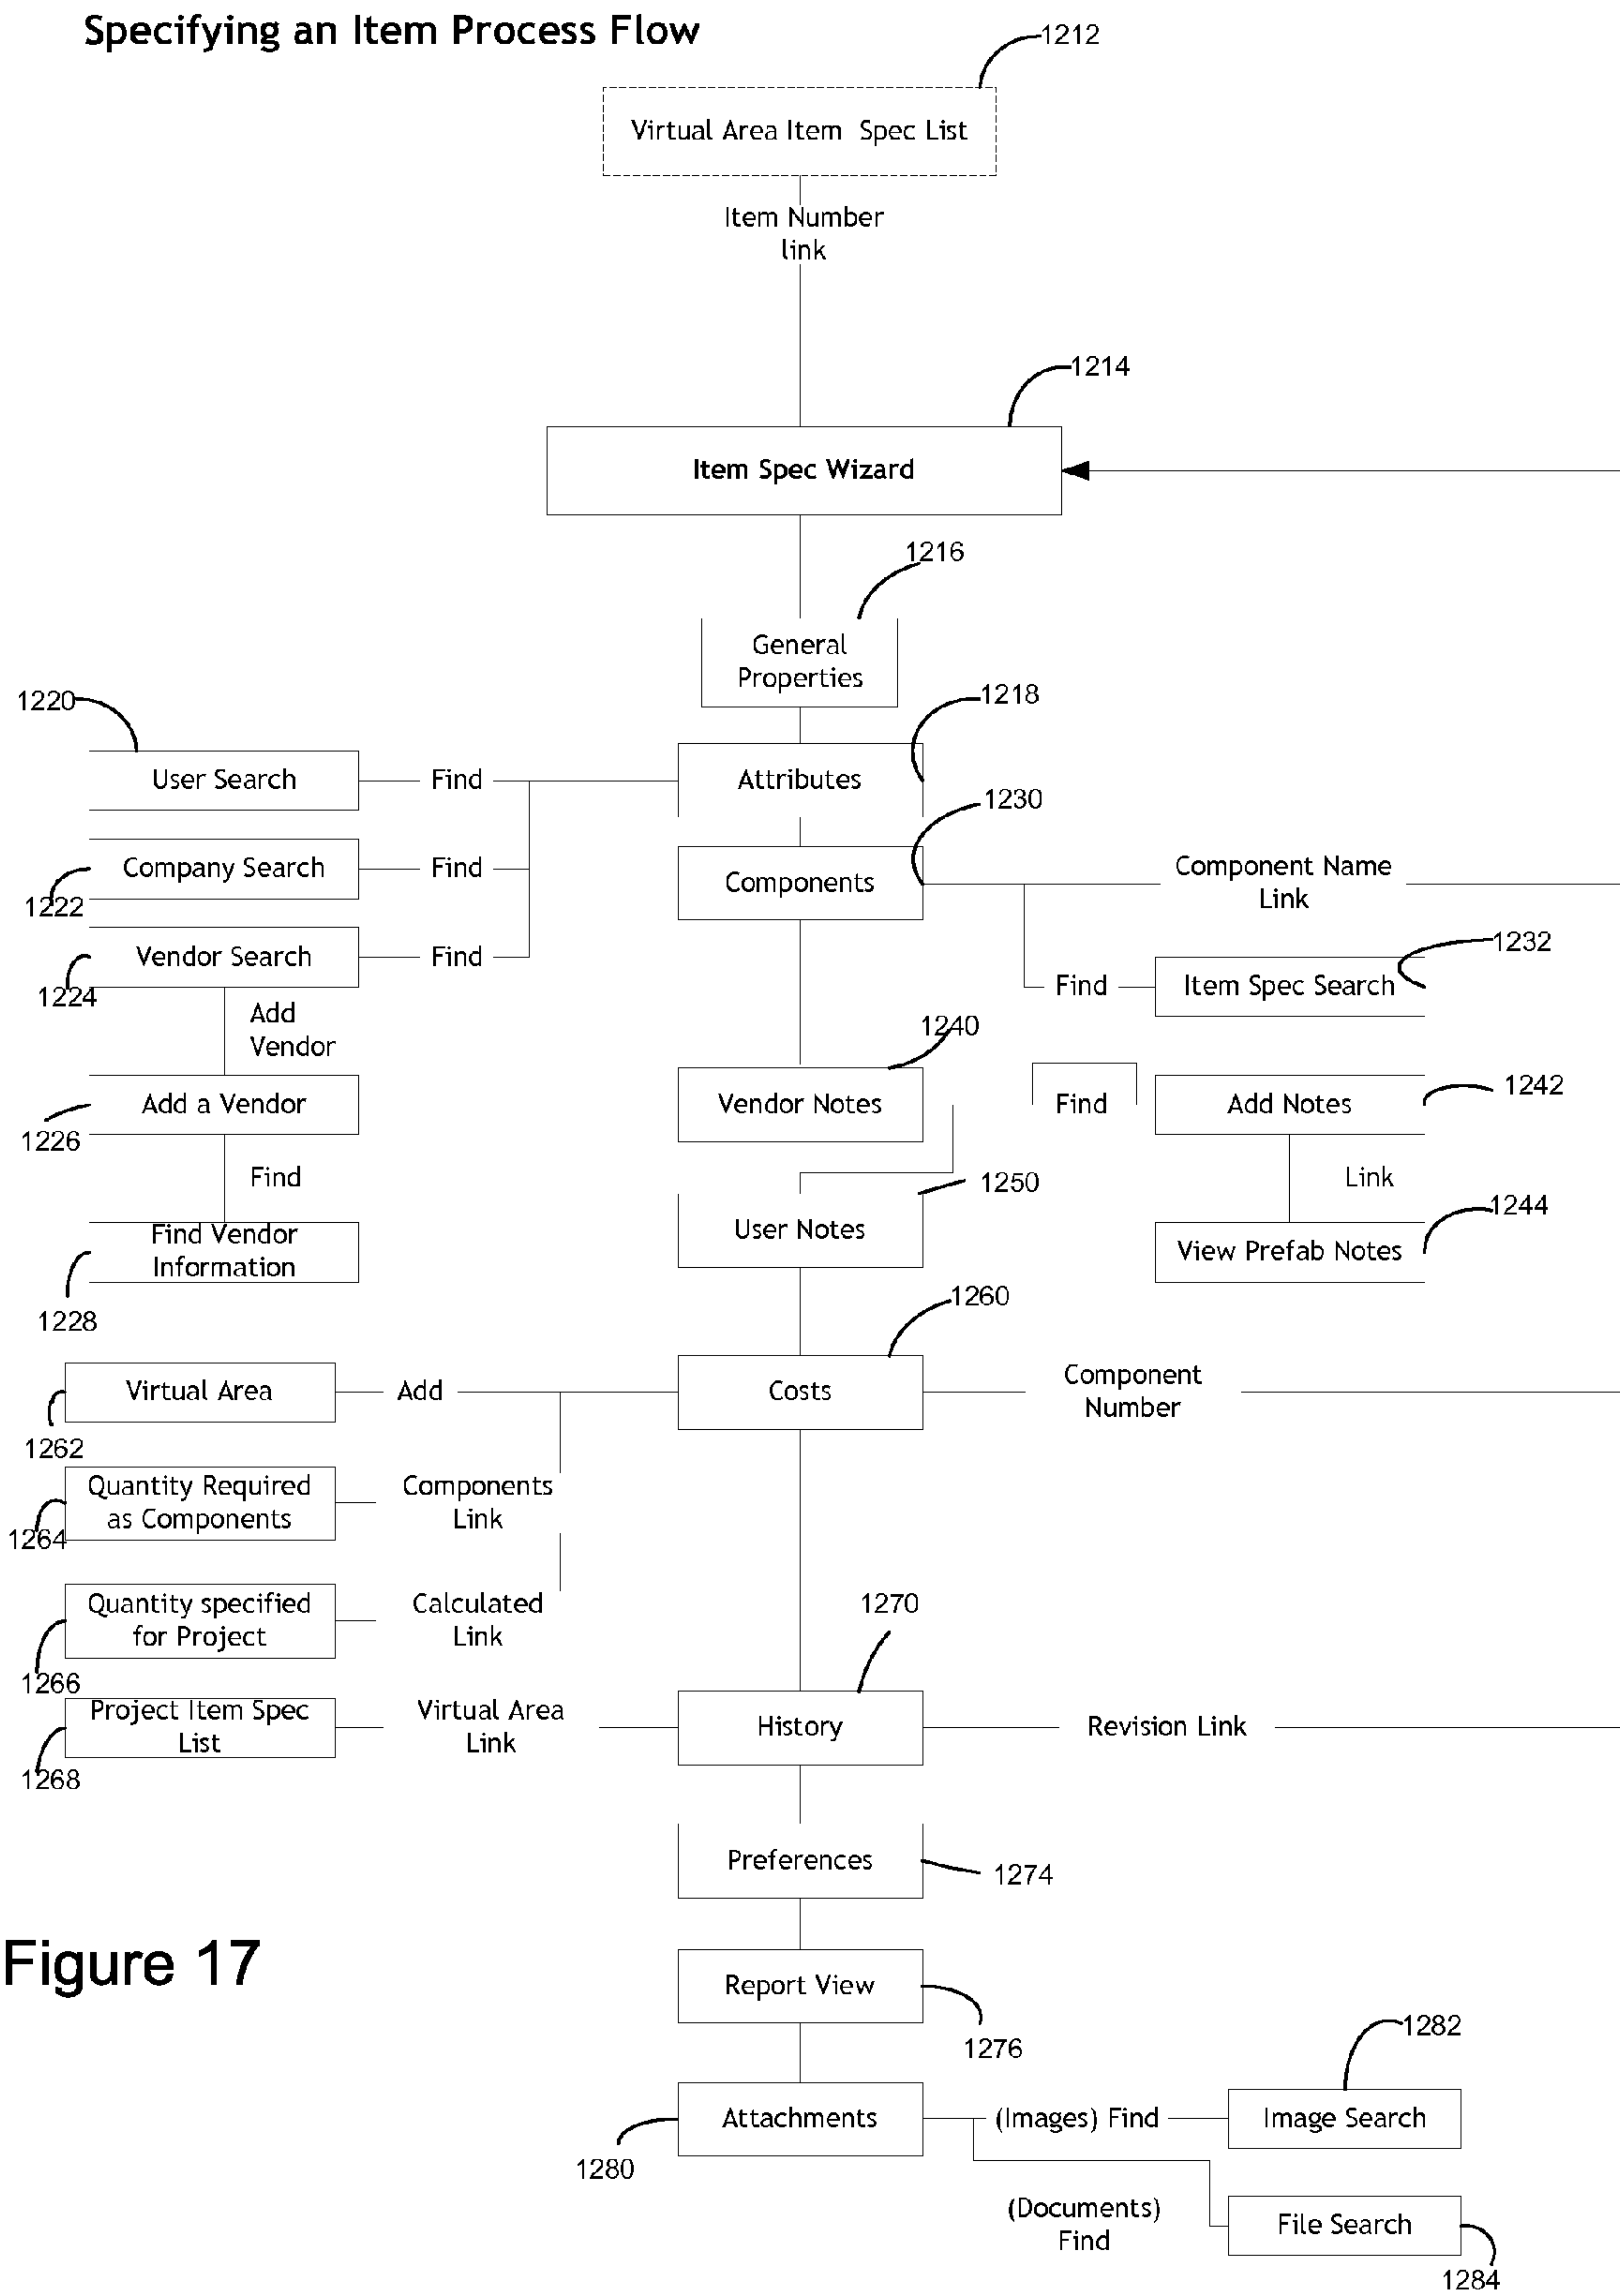 Specifying an Item Process Flow
1212
Virtual Area Item Spec List
Item Number
link
1214
Item Spec Wizard
1216
General
Properties
1218
1220
User Search
Find
Attributes
1230
Company Search
Find
Components
Component Name
Link
1222
1232
Vendor Search
Find
Find
Item Spec Search
1224
Add
Vendor
1240
Add a Vendor
Vendor Notes
Find
Add Notes
1242
1226
Find
1250
Link
1244
Find Vendor
Information
User Notes
View Prefab Notes
1228
1260
Virtual Area
Add
Costs
Component
Number
1262
Quantity Required
as Components
Components
Link
1264
Quantity specified
for Project
Calculated
Link
1270
1266
Project Item Spec
List
Virtual Area
Link
History
Revision Link
1268
Preferences
1274
Figure 17
Report View
1276
1282
Attachments
(Images) Find
Image Search
1280
(Documents)
Find
File Search
1284